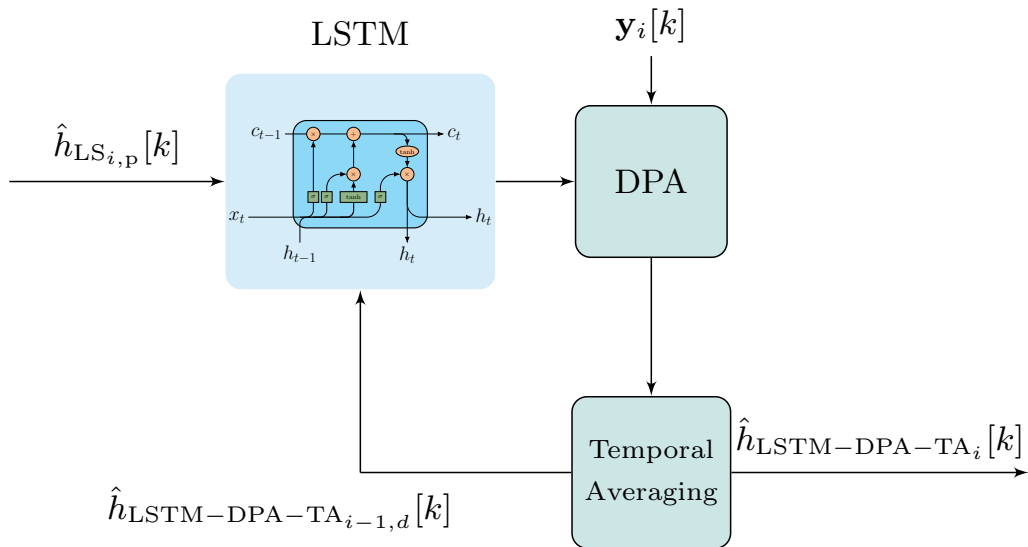 LSTM
y_i[k]
ĥ_{LS_{i,p}}[k]
c_{t−1}
×
+
c_t
tanh
×
×
σ
σ
tanh
σ
x_t
h_t
h_{t−1}
h_t
DPA
Temporal
Averaging
ĥ_{LSTM−DPA−TA_i}[k]
ĥ_{LSTM−DPA−TA_{i−1,d}}[k]